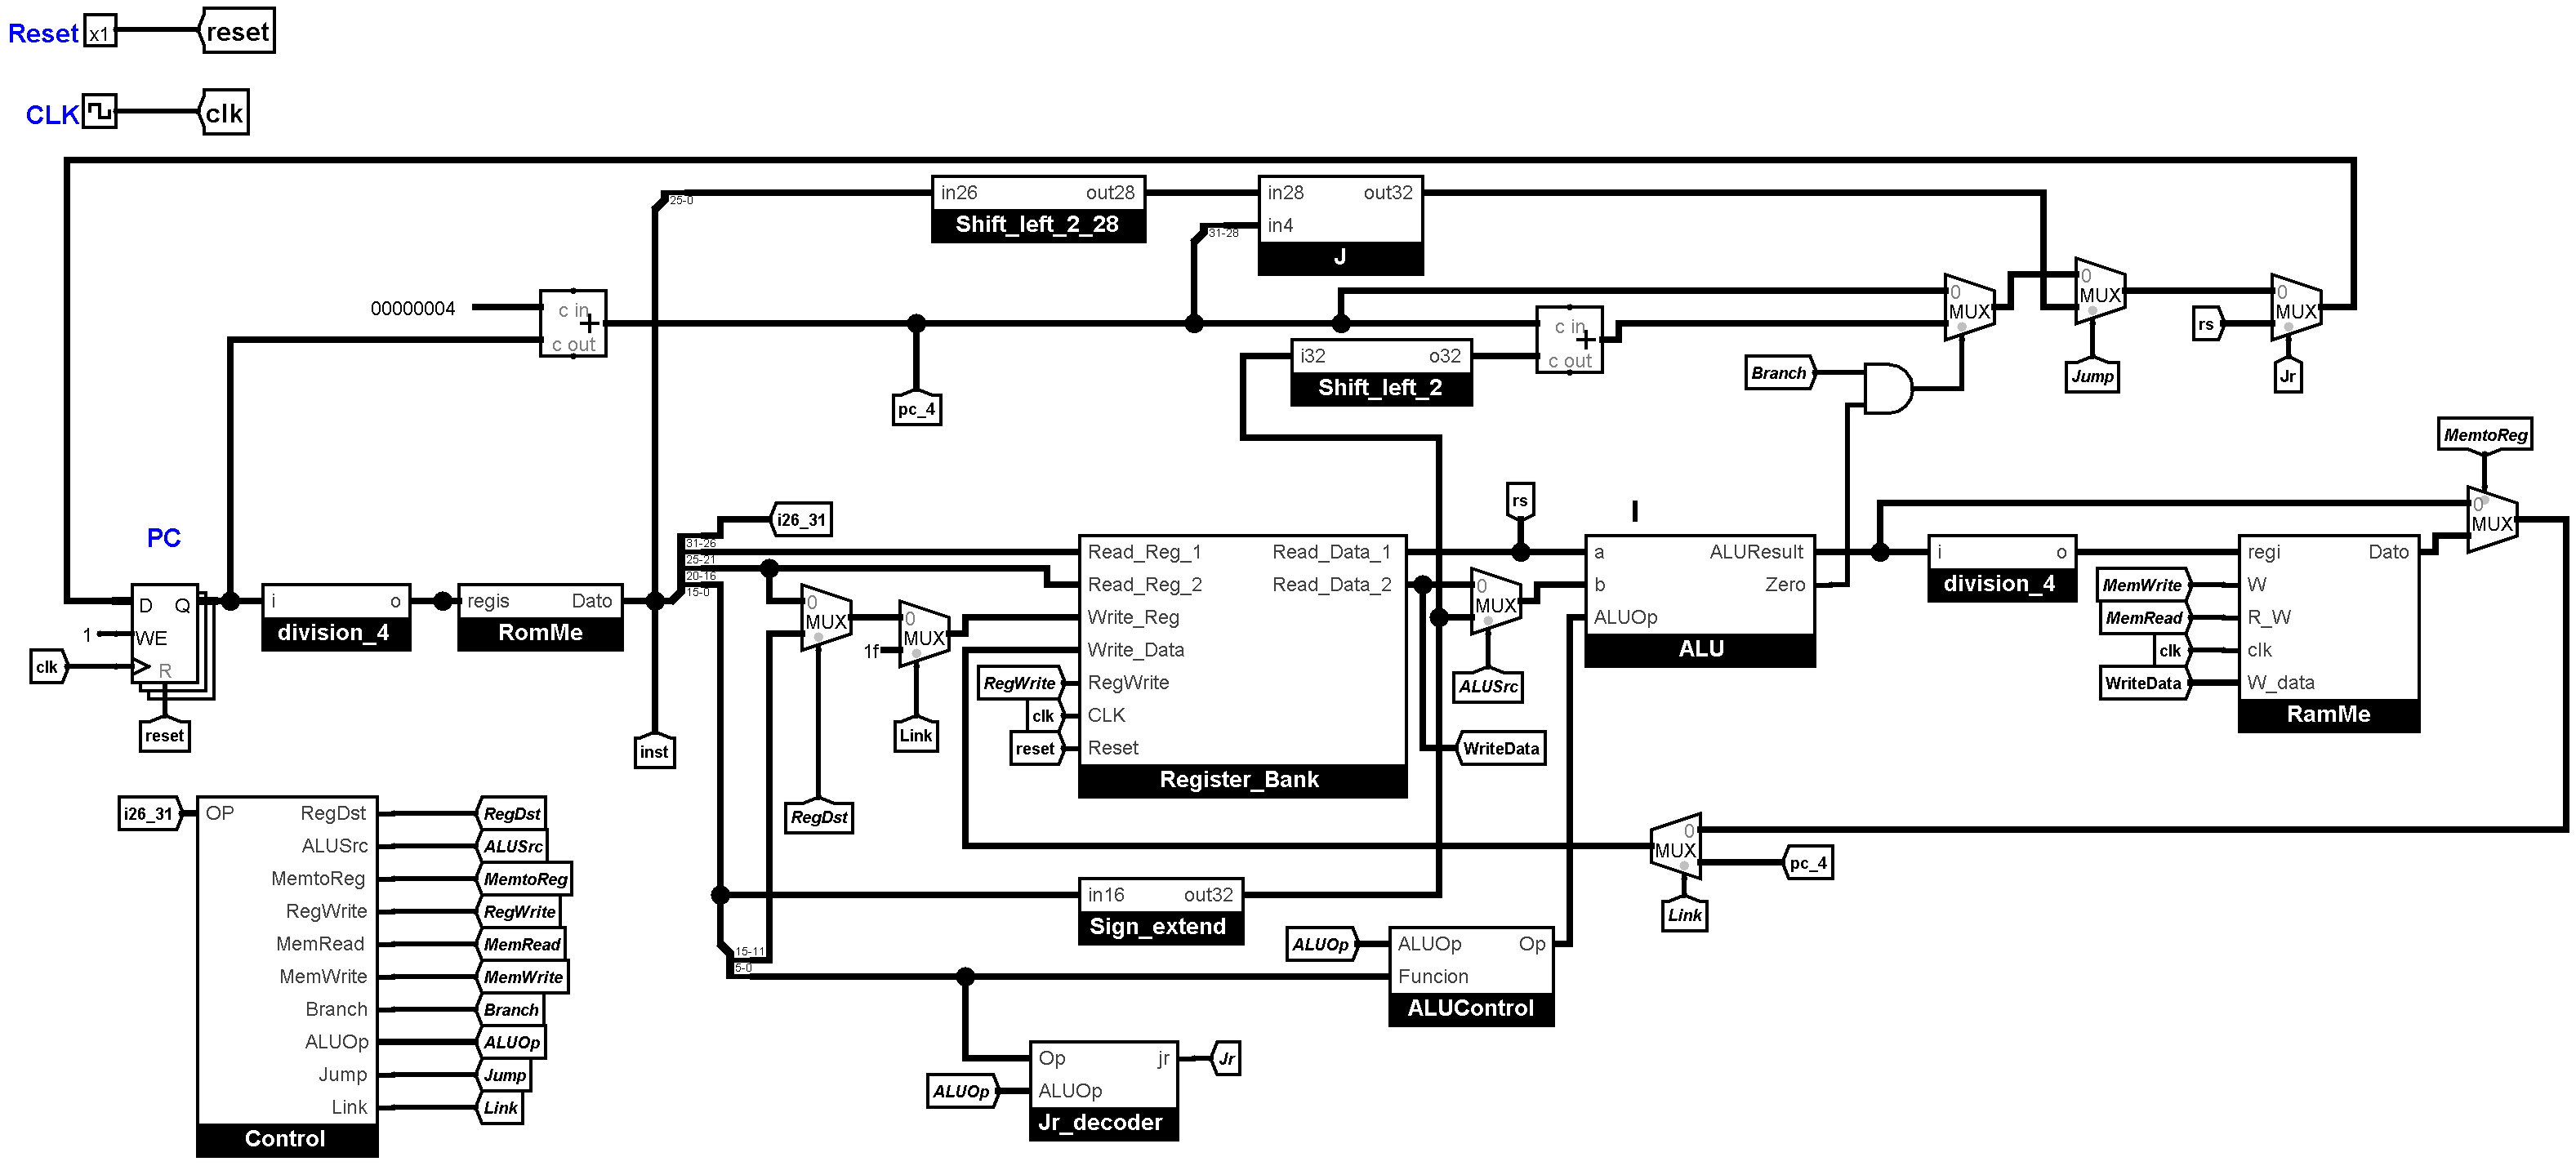 Reset x1 reset
CLK clk
in26 out28
25-0
Shift_left_2_28
in28 out32
in4
31-28
J
00000004
c in
+
c out
pc_4
c in
+
c out
i32 o32
Shift_left_2
0
MUX
0
MUX
0
MUX
rs
Branch
Jump
Jr
MemtoReg
0
MUX
PC
D Q
1 WE
clk
R
reset
i o
division_4
regis Dato
RomMe
inst
i26_31
31-26
25-21
20-16
15-0
0
MUX
RegDst
0
MUX
1f
Link
Read_Reg_1 Read_Data_1
Read_Reg_2 Read_Data_2
Write_Reg
Write_Data
RegWrite RegWrite
clk CLK
reset Reset
Register_Bank
rs
0
MUX
ALUSrc
WriteData
I
a ALUResult
b Zero
ALUOp
ALU
i o
division_4
regi Dato
MemWrite W
MemRead R_W
clk clk
WriteData W_data
RamMe
0
MUX
pc_4
Link
in16 out32
Sign_extend
15-11
5-0
ALUOp ALUOp Op
Funcion
ALUControl
Op jr Jr
ALUOp ALUOp
Jr_decoder
i26_31 OP RegDst RegDst
ALUSrc ALUSrc
MemtoReg MemtoReg
RegWrite RegWrite
MemRead MemRead
MemWrite MemWrite
Branch Branch
ALUOp ALUOp
Jump Jump
Link Link
Control